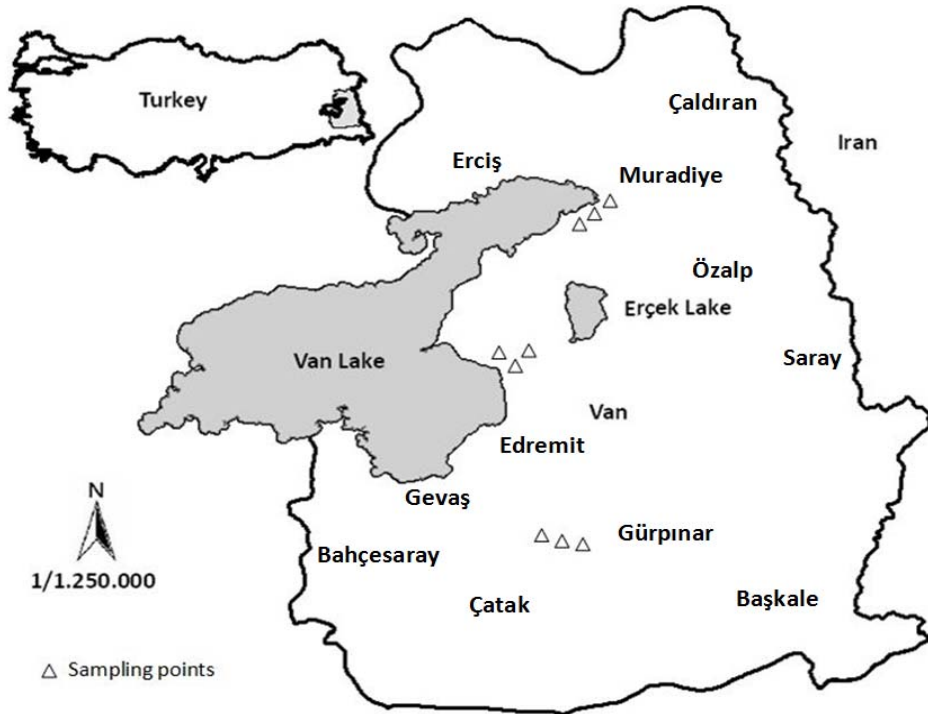 Turkey
Çaldıran
Iran
Erciş
Muradiye
Özalp
Erçek Lake
Van Lake
Saray
Van
Edremit
Gevaş
N
Gürpınar
Bahçesaray
1/1.250.000
Çatak
Başkale
Sampling points